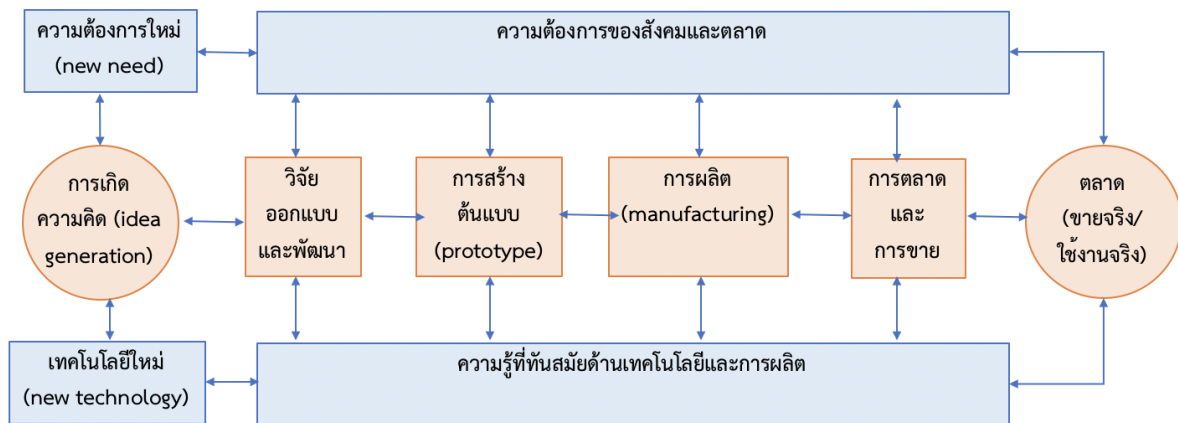 ความต้องการใหม่
(new need)
ความต้องการของสังคมและตลาด
การเกิด
ความคิด (idea
generation)
วิจัย
ออกแบบ
และพัฒนา
การสร้าง
ต้นแบบ
(prototype)
การผลิต
(manufacturing)
การตลาด
และ
การขาย
ตลาด
(ขายจริง/
ใช้งานจริง)
เทคโนโลยีใหม่
(new technology)
ความรู้ที่ทันสมัยด้านเทคโนโลยีและการผลิต